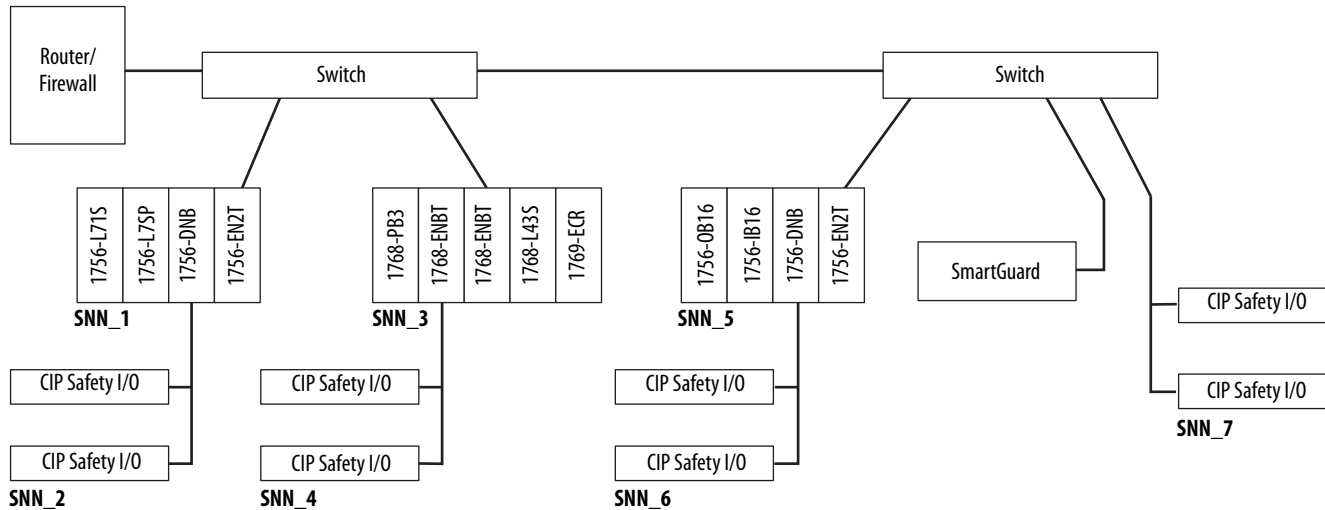 Router/
Firewall
Switch
Switch
1756-L71S
1756-L7SP
1756-DNB
1756-EN2T
1768-PB3
1768-ENBT
1768-ENBT
1768-L43S
1769-ECR
1756-OB16
1756-IB16
1756-DNB
1756-EN2T
SmartGuard
CIP Safety I/O
SNN_1
SNN_3
SNN_5
CIP Safety I/O
CIP Safety I/O
CIP Safety I/O
CIP Safety I/O
SNN_7
CIP Safety I/O
CIP Safety I/O
CIP Safety I/O
SNN_2
SNN_4
SNN_6